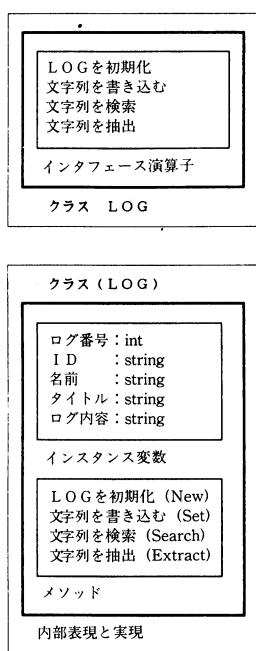 LOGを初期化
文字列を書き込む
文字列を検索
文字列を抽出
インタフェース演算子
クラス LOG
クラス(LOG)
ログ番号:int
ID :string
名前 :string
タイトル:string
ログ内容:string
インスタンス変数
LOGを初期化(New)
文字列を書き込む(Set)
文字列を検索(Search)
文字列を抽出(Extract)
メソッド
内部表現と実現